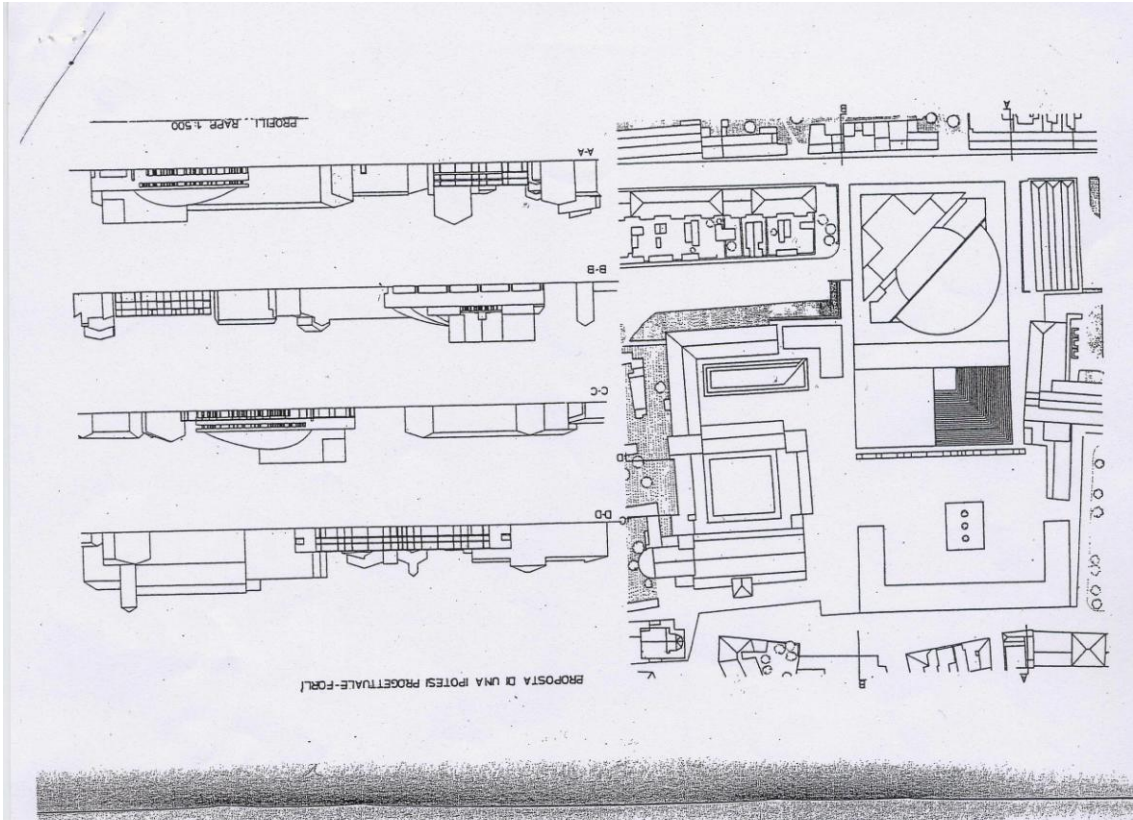 PROPOSTA DI UNA IPOTESI PROGETTUALE-FORLI'
A
B
D-D
C
D
C-C
B-B
A-A
PROFILI RAPP. 1:500
A
B